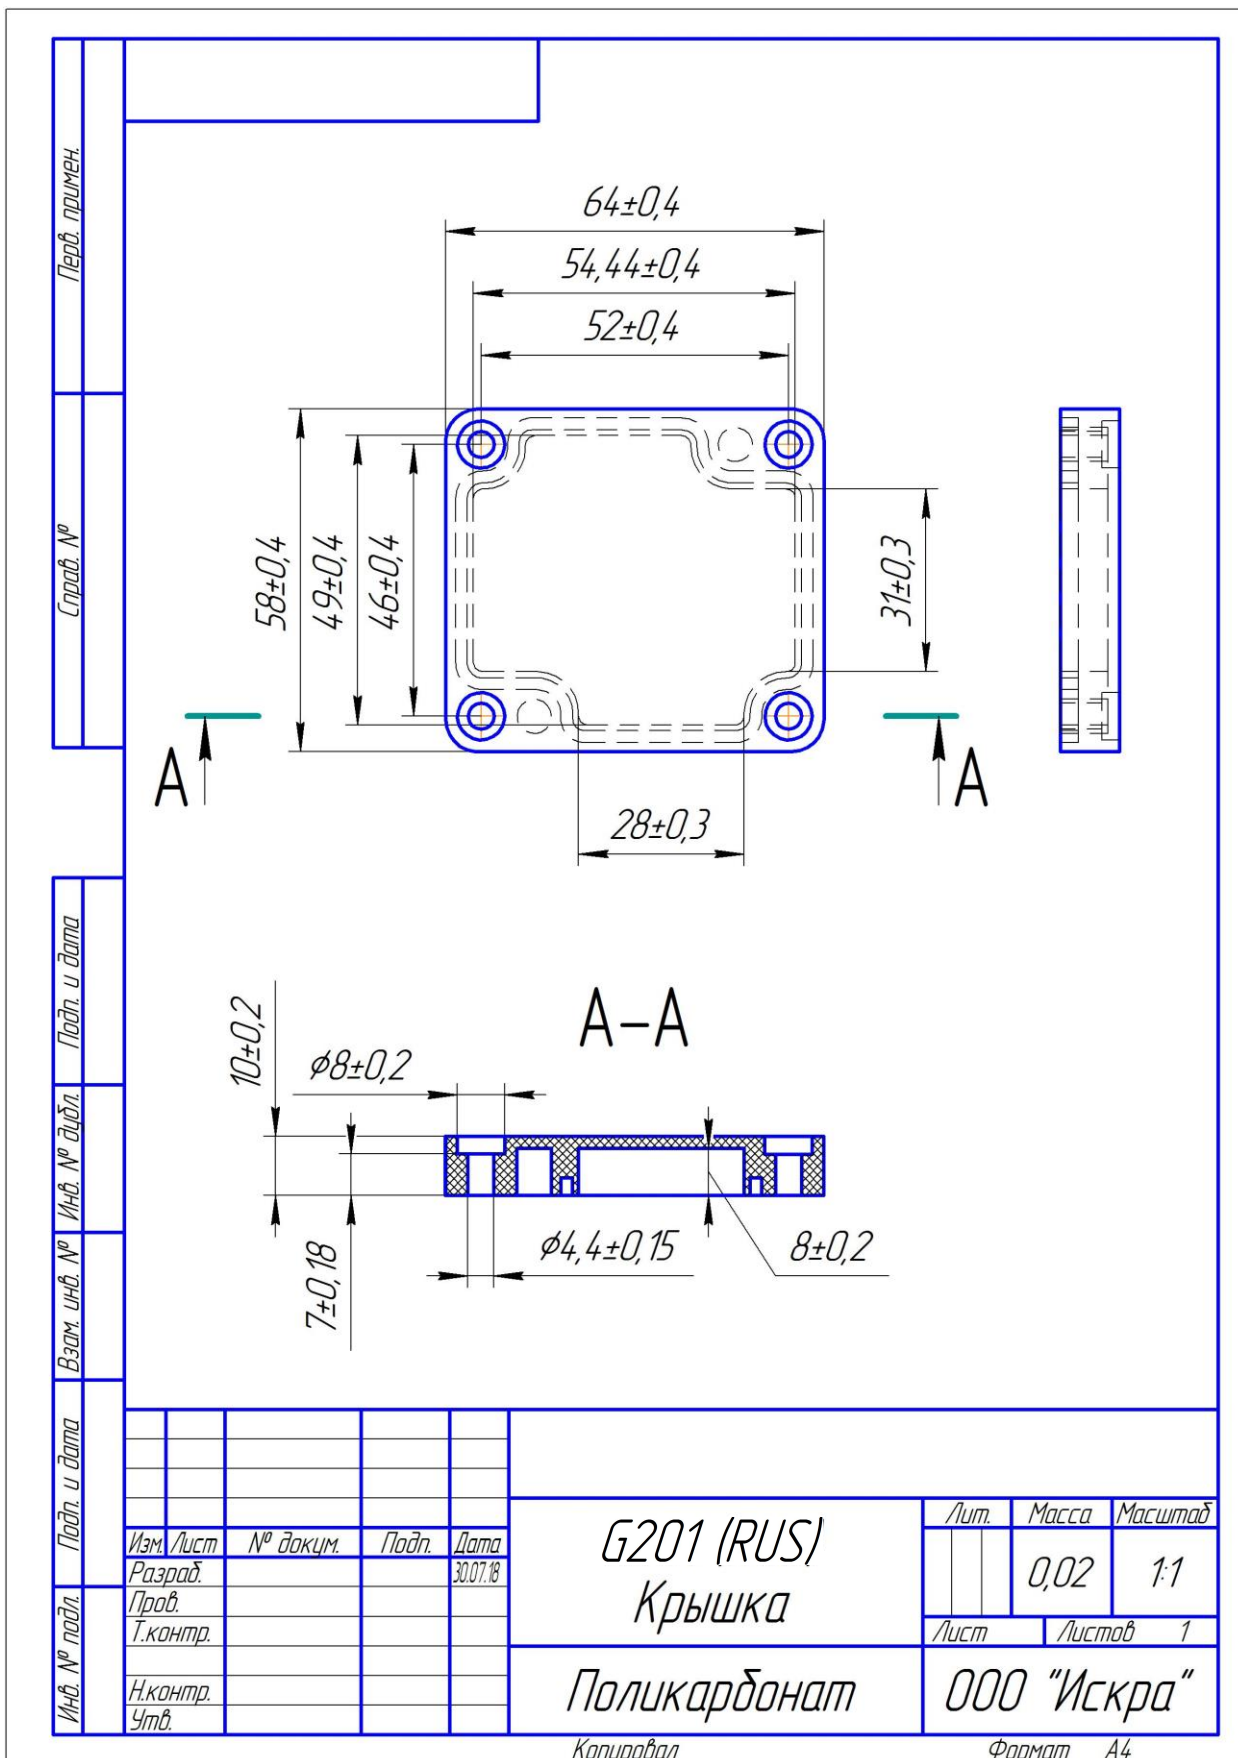 Перв. примен.
Справ. №
Подп. и дата
Инв. № дубл.
Взам. инв. №
Подп. и дата
Инв. № подл.
64±0,4
54,44±0,4
52±0,4
58±0,4
49±0,4
46±0,4
31±0,3
А
А
28±0,3
А-А
10±0,2
ϕ8±0,2
7±0,18
ϕ4,4±0,15
8±0,2
Изм. Лист № докум. Подп. Дата
Разраб. 30.07.18
Пров.
Т.контр.
Н.контр.
Утв.
G201 (RUS)
Крышка
Поликарбонат
Лит. Масса Масштаб
0,02 1:1
Лист Листов 1
ООО "Искра"
Копировал Формат А4